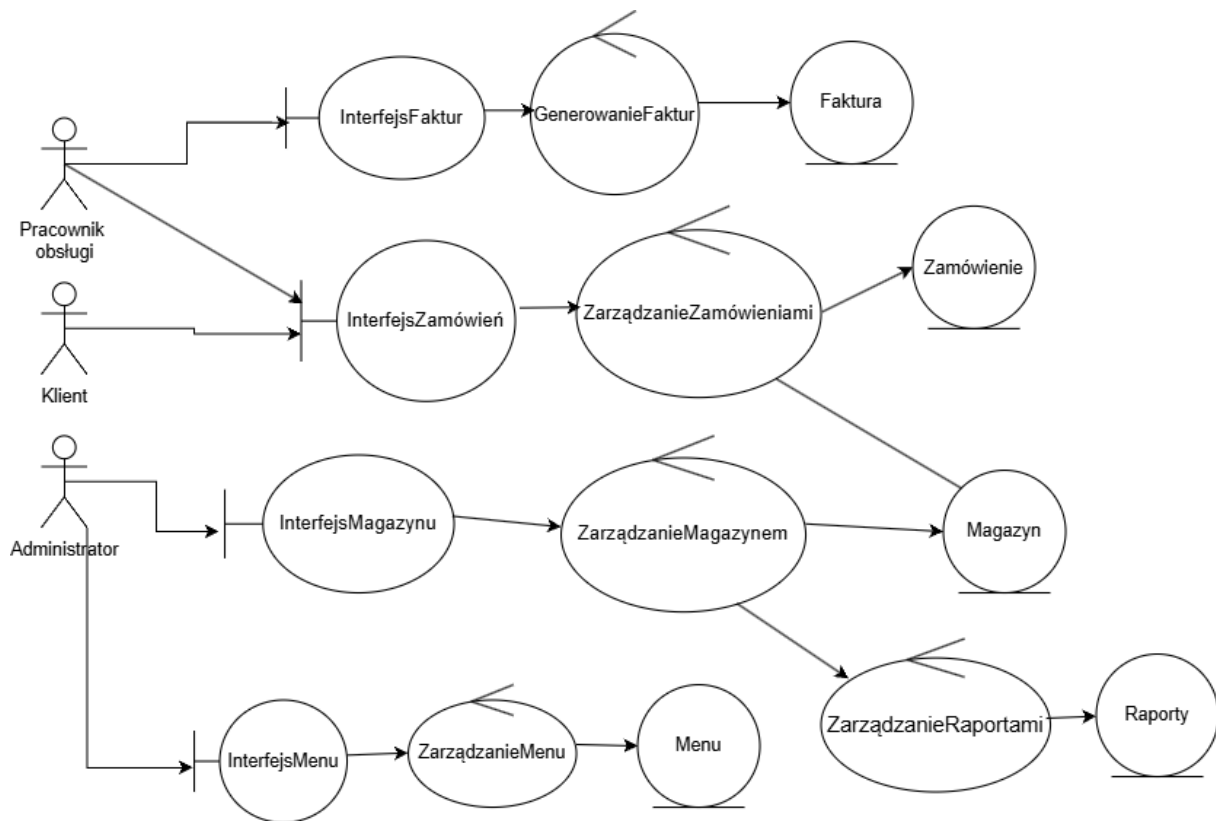 InterfejsFaktur
GenerowanieFaktur
Faktura
Pracownik
obsługi
InterfejsZamówień
ZarządzanieZamówieniami
Zamówienie
Klient
Administrator
InterfejsMagazynu
ZarządzanieMagazynem
Magazyn
InterfejsMenu
ZarządzanieMenu
Menu
ZarządzanieRaportami
Raporty